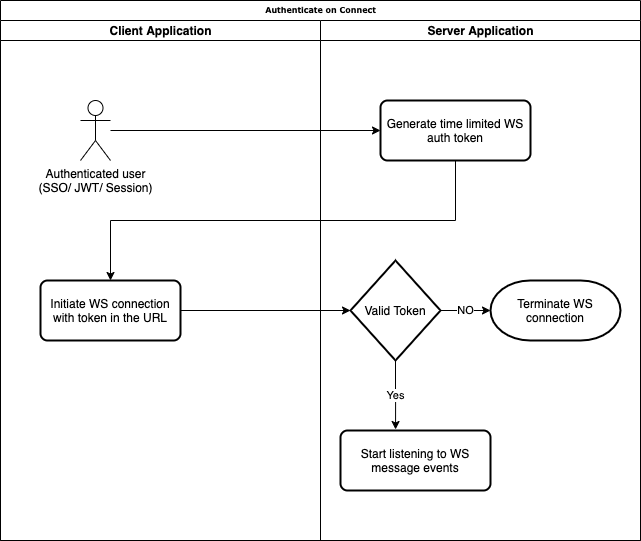 Authenticate on Connect
Client Application
Server Application
Generate time limited WS
auth token
Authenticated user
(SSO/ JWT/ Session)
Initiate WS connection
with token in the URL
Valid Token
NO
Terminate WS
connection
Yes
Start listening to WS
message events